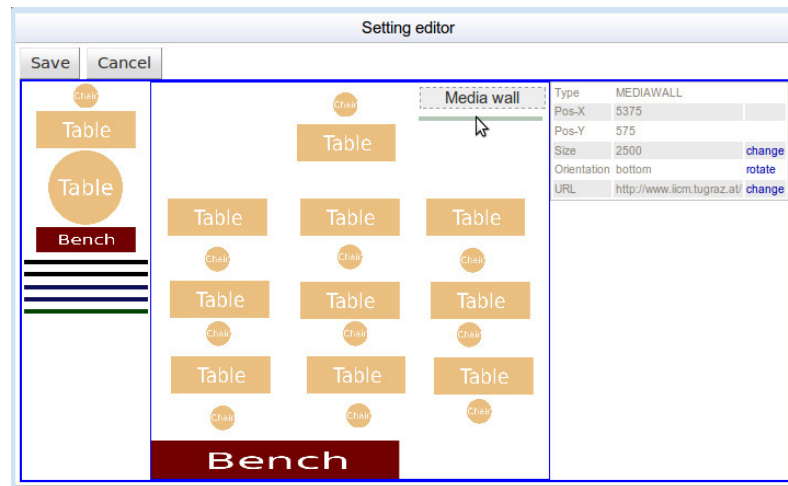 Setting editor
Save Cancel
Chair
Table
Table
Bench
Chair
Table
Media wall
Table Table Table
Chair Chair Chair
Table Table Table
Chair Chair Chair
Table Table Table
Chair Chair Chair
Bench
Type MEDIAWALL
Pos-X 5375
Pos-Y 575
Size 2500 change
Orientation bottom rotate
URL http://www.iicm.tugraz.at/ change